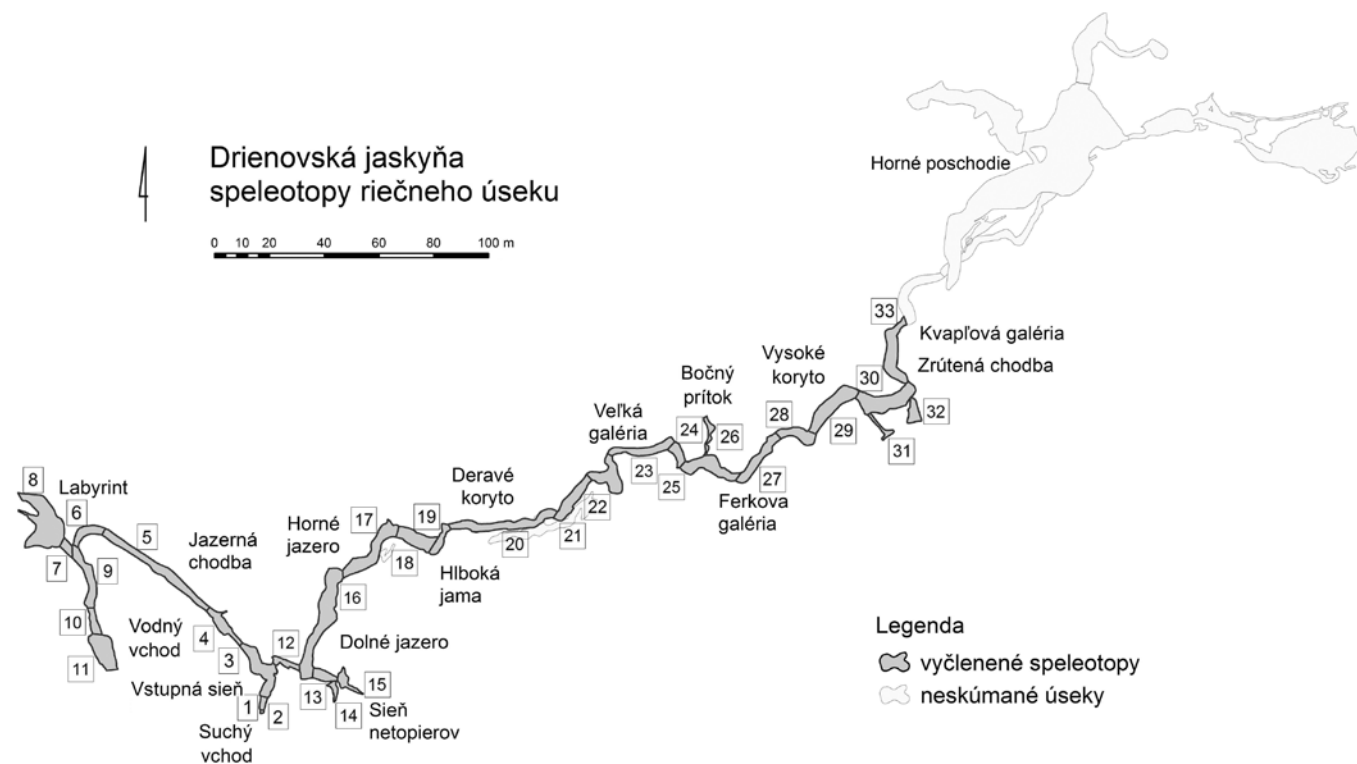 Drienovská jaskyňa
speleotopy riečneho úseku
0 10 20 40 60 80 100 m
Horné poschodie
33
Kvapľová galéria
Zrútená chodba
30
32
31
Vysoké
koryto
28
29
Bočný
prítok
24
26
27
Ferkova
galéria
Veľká
galéria
23
25
22
Deravé
koryto
21
20
19
17
18
Hlboká
jama
Horné
jazero
16
Dolné jazero
8
Labyrint
6
5
Jazerná
chodba
7
9
10
11
Vodný
vchod
4
3
12
Vstupná sieň
1
2
Suchý
vchod
13
14
15
Sieň
netopierov
Legenda
vyčlenené speleotopy
neskúmané úseky